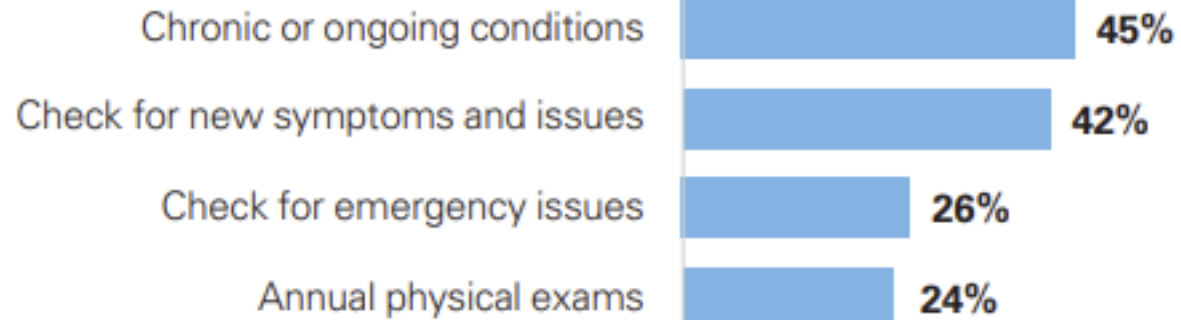 Chronic or ongoing conditions 45%
Check for new symptoms and issues 42%
Check for emergency issues 26%
Annual physical exams 24%